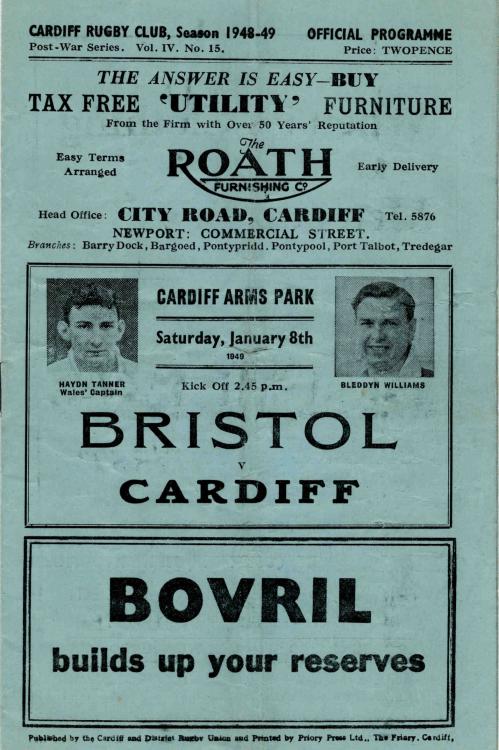 CARDIFF RUGBY CLUB, Season 1948-49 OFFICIAL PROGRAMME
Post-War Series. Vol. IV. No. 15. Price: TWOPENCE
THE ANSWER IS EASY—BUY
TAX FREE 'UTILITY' FURNITURE
From the Firm with Over 50 Years' Reputation
Easy Terms Arranged
The
ROATH
FURNISHING Co
Early Delivery
Head Office: CITY ROAD, CARDIFF Tel. 5876
NEWPORT: COMMERCIAL STREET.
Branches: Barry Dock, Bargoed, Pontypridd. Pontypool, Port Talbot, Tredegar
CARDIFF ARMS PARK
Saturday, January 8th
1949
Kick Off 2.45 p.m.
HAYDN TANNER
Wales' Captain
BLEDDYN WILLIAMS
BRISTOL
v
CARDIFF
BOVRIL
builds up your reserves
Published by the Cardiff and District Rugby Union and Printed by Priory Press Ltd., The Friary, Cardiff,